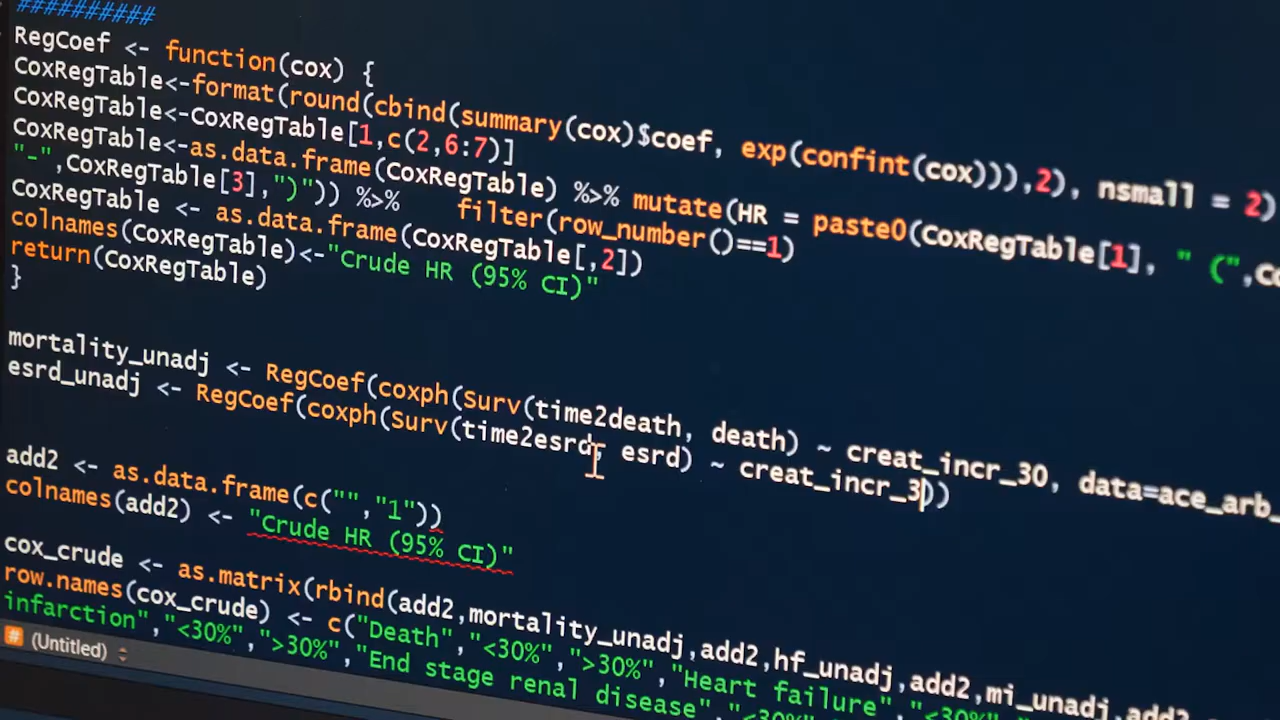 ##########
RegCoef <- function(cox) {
CoxRegTable<-format(round(cbind(summary(cox)$coef, exp(confint(cox))),2), nsmall = 2)
CoxRegTable<-CoxRegTable[1,c(2,6:7)]
CoxRegTable<-as.data.frame(CoxRegTable) %>% mutate(HR = paste0(CoxRegTable[1], " (",Co
"-",CoxRegTable[3],")")) %>% filter(row_number()==1)
CoxRegTable <- as.data.frame(CoxRegTable[,2])
colnames(CoxRegTable)<-"Crude HR (95% CI)"
return(CoxRegTable)
}
mortality_unadj <- RegCoef(coxph(Surv(time2death, death) ~ creat_incr_30, data=ace_arb_
esrd_unadj <- RegCoef(coxph(Surv(time2esrd, esrd) ~ creat_incr_3))
add2 <- as.data.frame(c("","1"))
colnames(add2) <- "Crude HR (95% CI)"
cox_crude <- as.matrix(rbind(add2,mortality_unadj,add2,hf_unadj,add2,mi_unadj,add2
row.names(cox_crude) <- c("Death","<30%",">30%","Heart failure","<30%"
infarction","<30%",">30%","End stage renal disease","<30%"
(Untitled)